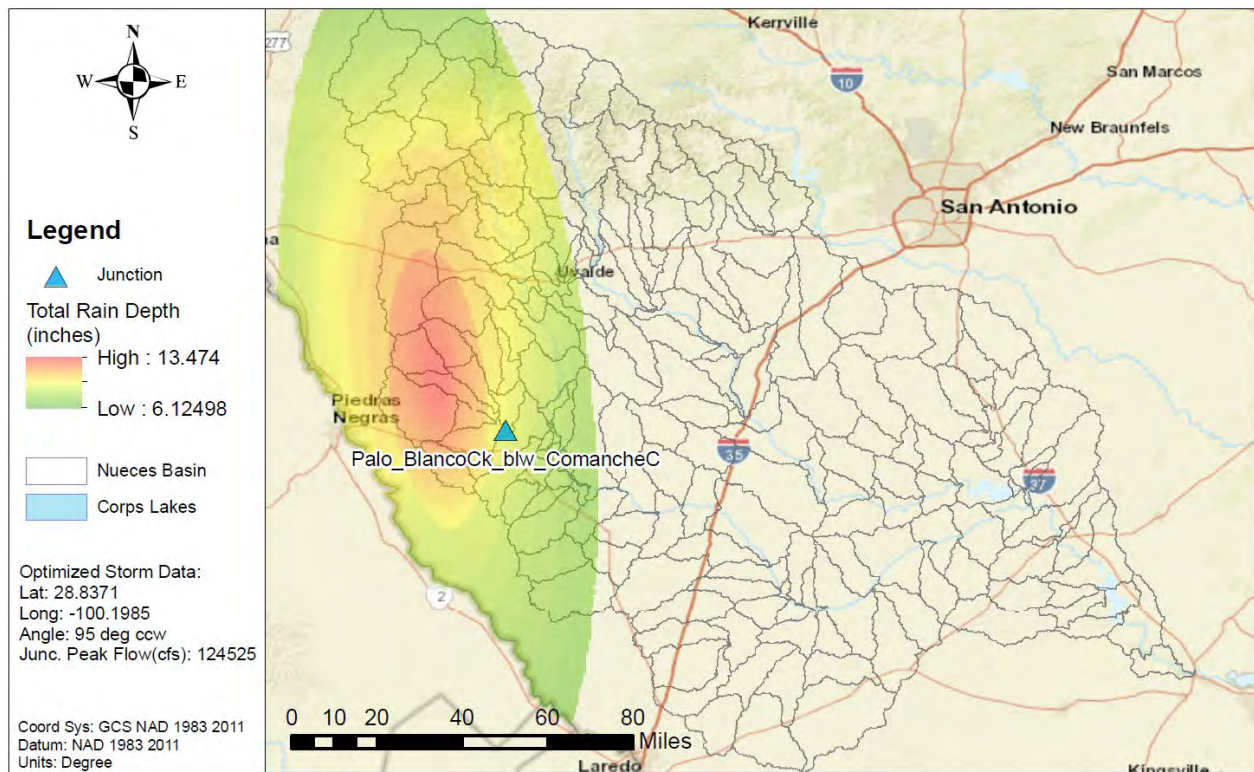 N
W E
S
Legend
Junction
Total Rain Depth
(inches)
High : 13.474
Low : 6.12498
Nueces Basin
Corps Lakes
Optimized Storm Data:
Lat: 28.8371
Long: -100.1985
Angle: 95 deg ccw
Junc. Peak Flow(cfs): 124525
Coord Sys: GCS NAD 1983 2011
Datum: NAD 1983 2011
Units: Degree
277
Kerrville
10
San Marcos
New Braunfels
San Antonio
na
Uvalde
Piedras
Negras
Palo_BlancoCk_blw_ComancheC
35
37
2
0 10 20 40 60 80
Miles
Laredo
Kingsville